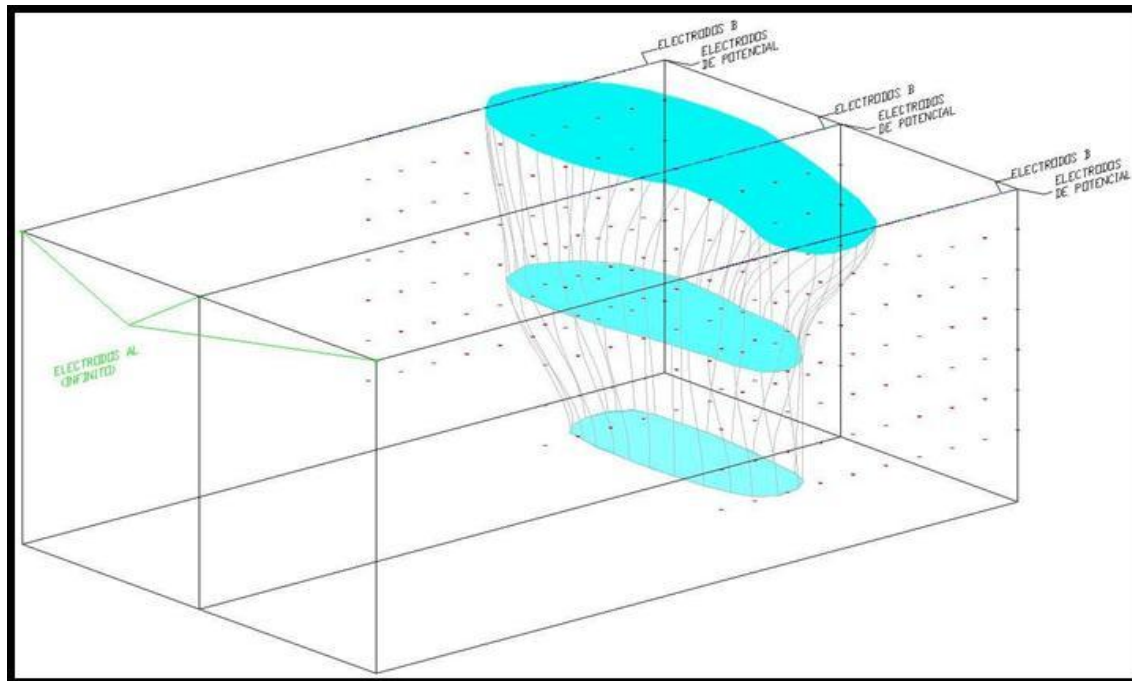 ELECTRODOS B
ELECTRODOS
DE POTENCIAL
ELECTRODOS B
ELECTRODOS
DE POTENCIAL
ELECTRODOS B
ELECTRODOS
DE POTENCIAL
ELECTRODOS AL
(INFINITO)